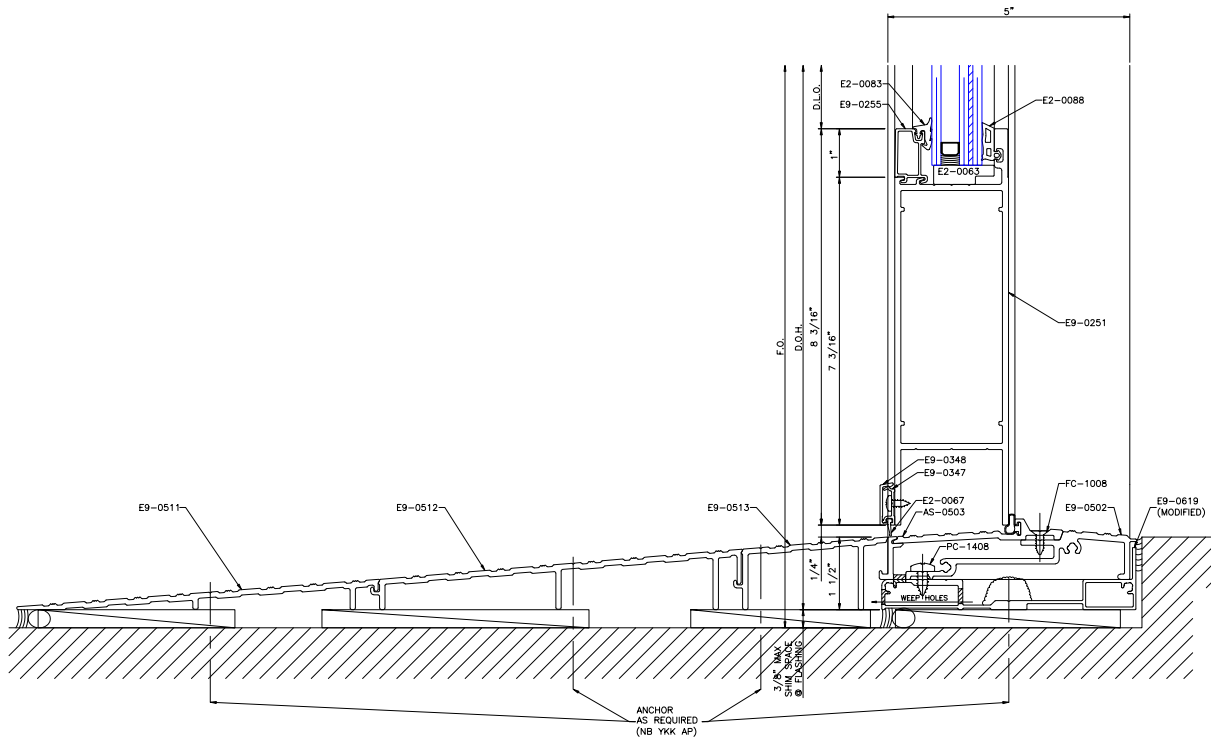 5"
E2-0083
E9-0255
D.L.O.
E2-0088
1"
E2-0063
F.O.
D.O.H.
8 3/16"
7 3/16"
E9-0251
E9-0348
E9-0347
FC-1008
E9-0511
E9-0512
E9-0513
E2-0067
AS-0503
E9-0502
E9-0619
(MODIFIED)
PC-1408
1/4"
1 1/2"
WEEP HOLES
3/8" MAX
SHIM SPACE
@ FLASHING
ANCHOR
AS REQUIRED
(NB YKK AP)